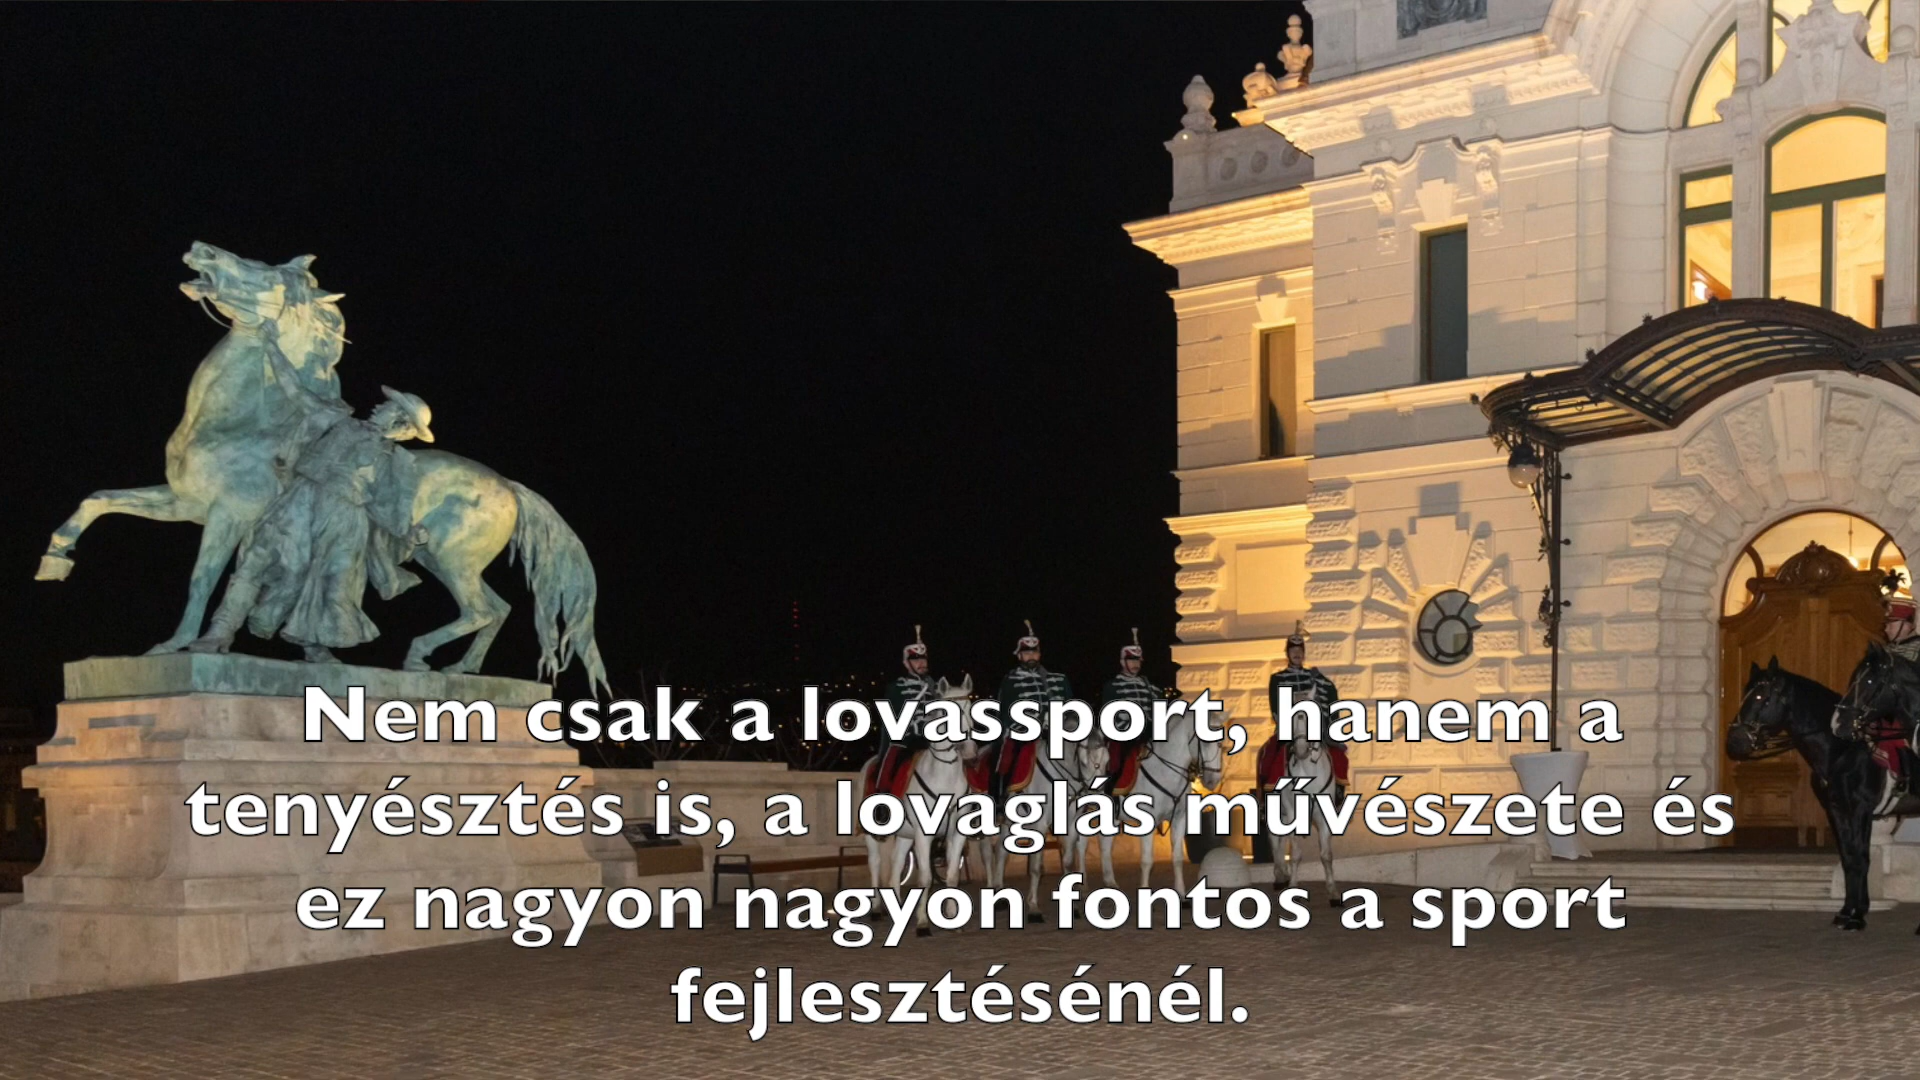 Nem csak a lovassport, hanem a
tenyésztés is, a lovaglás művészete és
ez nagyon nagyon fontos a sport
fejlesztésénél.